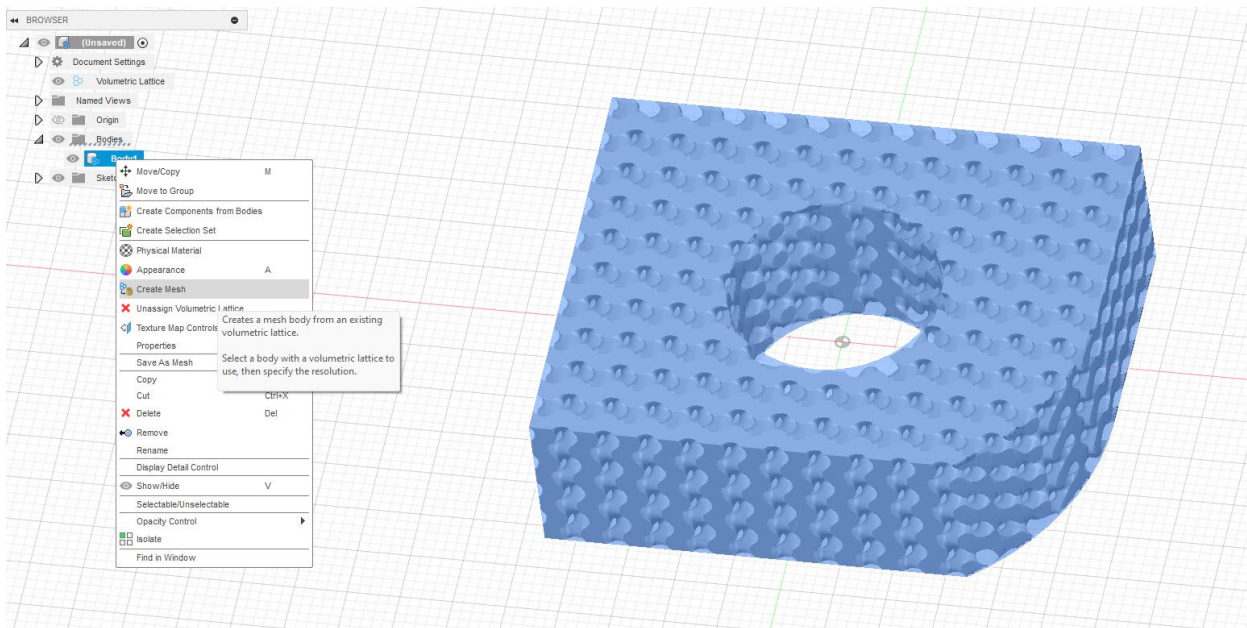 BROWSER
(Unsaved)
Document Settings
Volumetric Lattice
Named Views
Origin
Bodies
Body1
Move/Copy M
Move to Group
Create Components from Bodies
Create Selection Set
Physical Material
Appearance A
Create Mesh
Unassign Volumetric Lattice
Creates a mesh body from an existing
Texture Map Controls
volumetric lattice.
Properties
Select a body with a volumetric lattice to
Save As Mesh
use, then specify the resolution.
Copy
Cut Ctrl+X
Delete Del
Remove
Rename
Display Detail Control
Show/Hide V
Selectable/Unselectable
Opacity Control
Isolate
Find in Window